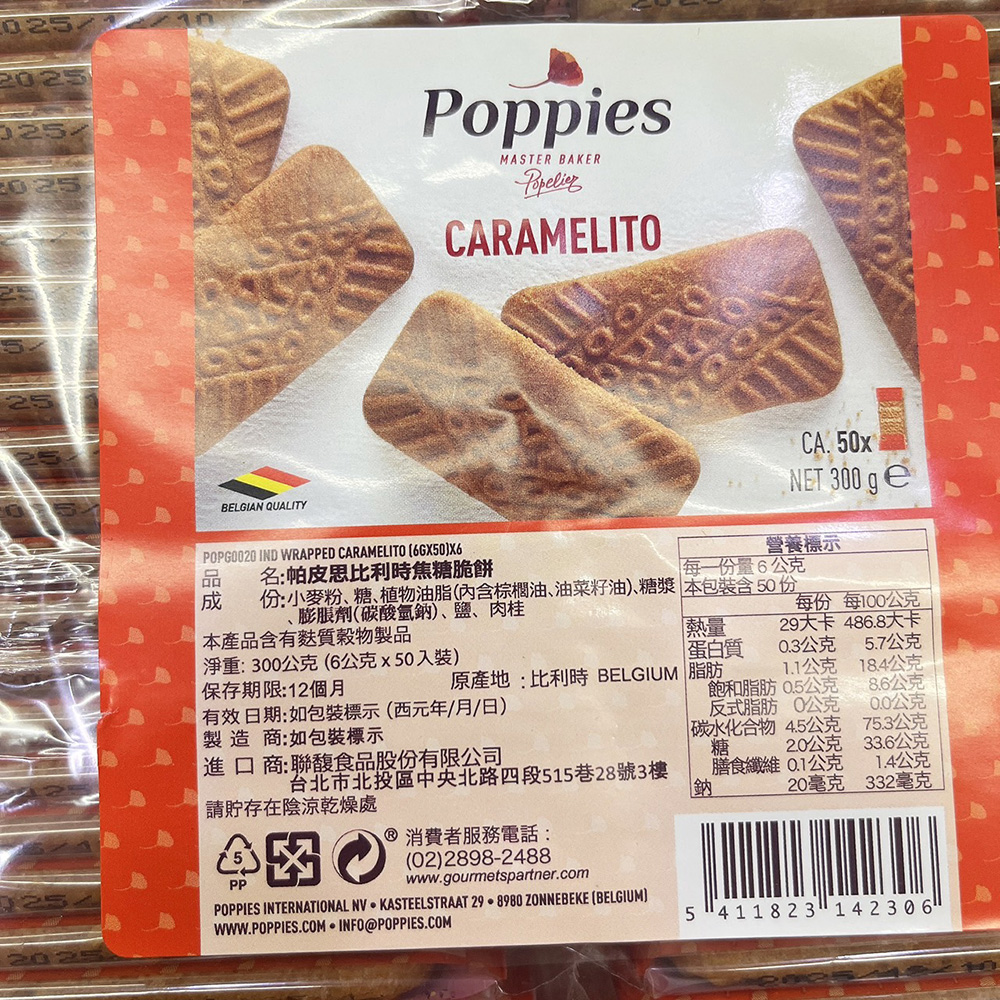 Poppies
MASTER BAKER
Popelier
CARAMELITO
CA. 50x
NET 300 g e
BELGIAN QUALITY
POPG0020 IND WRAPPED CARAMELITO (6GX50)X6
品 名:帕皮思比利時焦糖脆餅
成 份:小麥粉、糖、植物油脂(內含棕櫚油、油菜籽油)、糖漿
、膨脹劑(碳酸氫鈉)、鹽、肉桂
本產品含有麩質穀物製品
淨重: 300公克 (6公克 x 50入裝)
保存期限:12個月 原產地 :比利時 BELGIUM
有效日期:如包裝標示 (西元年/月/日)
製 造 商:如包裝標示
進 口 商:聯馥食品股份有限公司
台北市北投區中央北路四段515巷28號3樓
請貯存在陰涼乾燥處
營養標示
每一份量 6 公克
本包裝含 50 份
每份 每100公克
熱量 29大卡 486.8大卡
蛋白質 0.3公克 5.7公克
脂肪 1.1公克 18.4公克
飽和脂肪 0.5公克 8.6公克
反式脂肪 0公克 0.0公克
碳水化合物 4.5公克 75.3公克
糖 2.0公克 33.6公克
膳食纖維 0.1公克 1.4公克
鈉 20毫克 332毫克
5
PP
®
消費者服務電話 :
(02)2898-2488
www.gourmetspartner.com
POPPIES INTERNATIONAL NV • KASTEELSTRAAT 29 • 8980 ZONNEBEKE (BELGIUM)
WWW.POPPIES.COM • INFO@POPPIES.COM
5 411823 142306